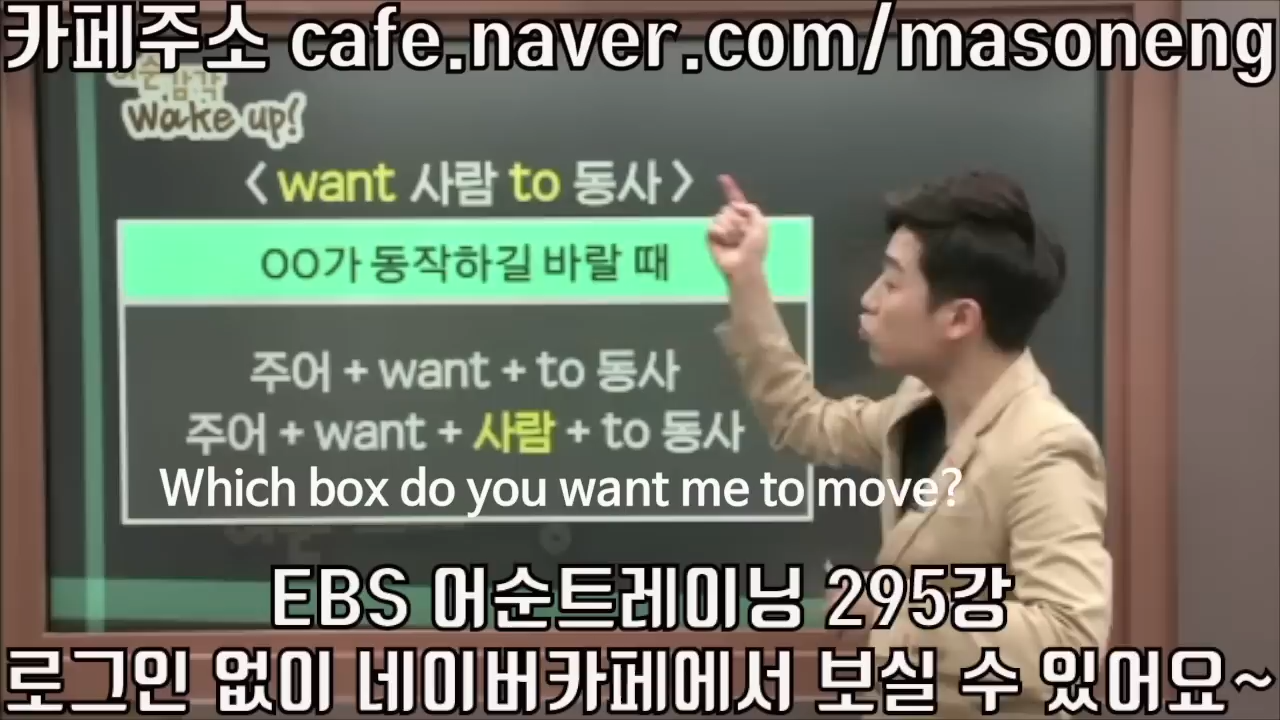 카페주소 cafe.naver.com/masoneng
어순감각
Wake up!
< want 사람 to 동사 >
OO가 동작하길 바랄 때
주어 + want + to 동사
주어 + want + 사람 + to 동사
Which box do you want me to move?
EBS 어순트레이닝 295강
로그인 없이 네이버카페에서 보실 수 있어요~